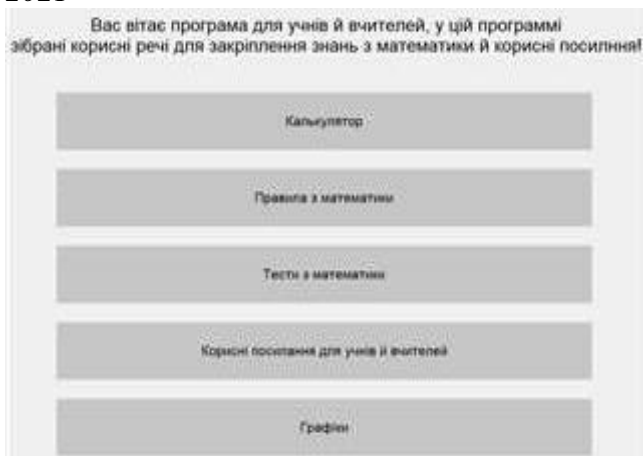 Вас вітає програма для учнів й вчителей, у цій программі
зібрані корисні речі для закріплення знань з математики й корисні посилння!
Калькулятор
Правила з математики
Тести з математики
Корисні посилання для учнів й вчителей
Графіки